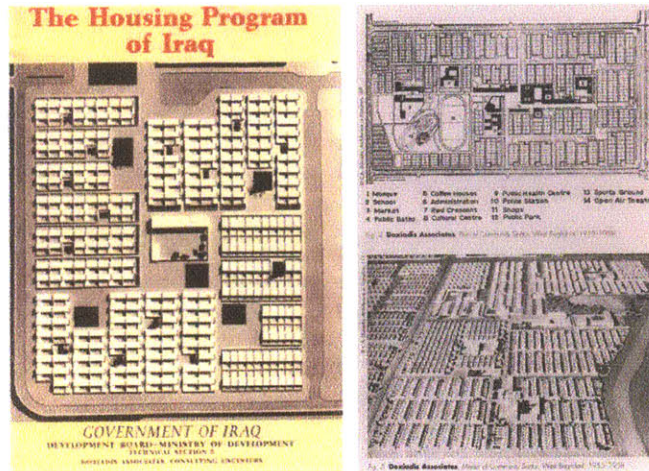 The Housing Program
of Iraq
GOVERNMENT OF IRAQ
DEVELOPMENT BOARD - MINISTRY OF DEVELOPMENT
TECHNICAL SECTION 5
DOXIADIS ASSOCIATES CONSULTING ENGINEERS
1 Mosque
2 School
3 Market
4 Public Baths
5 Coffee Houses
6 Administration
7 Red Crescent
8 Cultural Centre
9 Public Health Centre
10 Police Station
11 Shops
12 Public Park
13 Sports Ground
14 Open Air
Doxiadis Associates
Doxiadis Associates